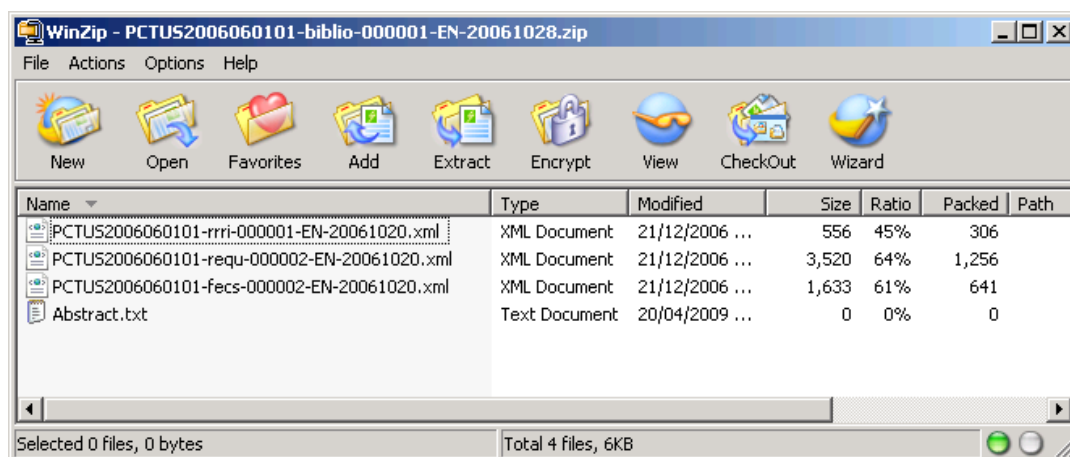 WinZip - PCTUS2006060101-biblio-000001-EN-20061028.zip
File Actions Options Help
New Open Favorites Add Extract Encrypt View CheckOut Wizard
Name Type Modified Size Ratio Packed Path
PCTUS2006060101-rrri-000001-EN-20061020.xml XML Document 21/12/2006 ... 556 45% 306
PCTUS2006060101-requ-000002-EN-20061020.xml XML Document 21/12/2006 ... 3,520 64% 1,256
PCTUS2006060101-fecs-000002-EN-20061020.xml XML Document 21/12/2006 ... 1,633 61% 641
Abstract.txt Text Document 20/04/2009 ... 0 0% 0
Selected 0 files, 0 bytes Total 4 files, 6KB